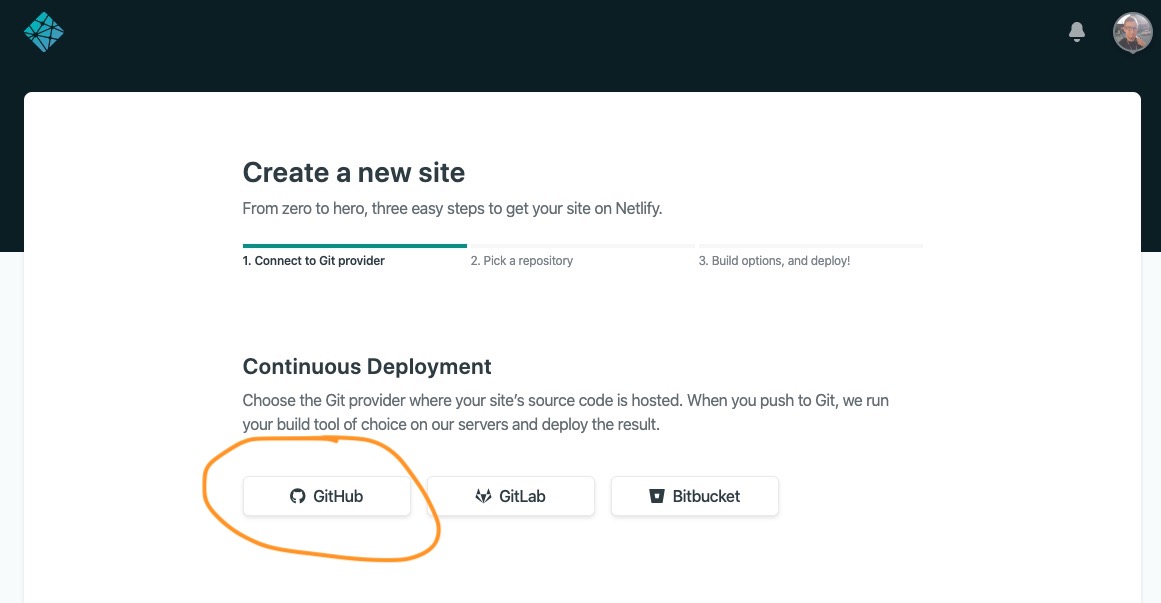 Create a new site
From zero to hero, three easy steps to get your site on Netlify.
1. Connect to Git provider
2. Pick a repository
3. Build options, and deploy!
Continuous Deployment
Choose the Git provider where your site’s source code is hosted. When you push to Git, we run
your build tool of choice on our servers and deploy the result.
GitHub
GitLab
Bitbucket